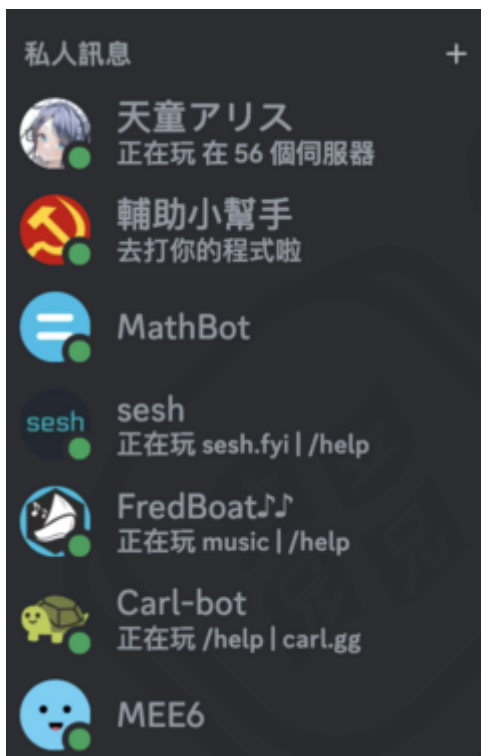 私人訊息 +
天童アリス
正在玩 在 56 個伺服器
輔助小幫手
去打你的程式啦
MathBot
sesh
sesh
正在玩 sesh.fyi | /help
FredBoat♪♪
正在玩 music | /help
Carl-bot
正在玩 /help | carl.gg
MEE6